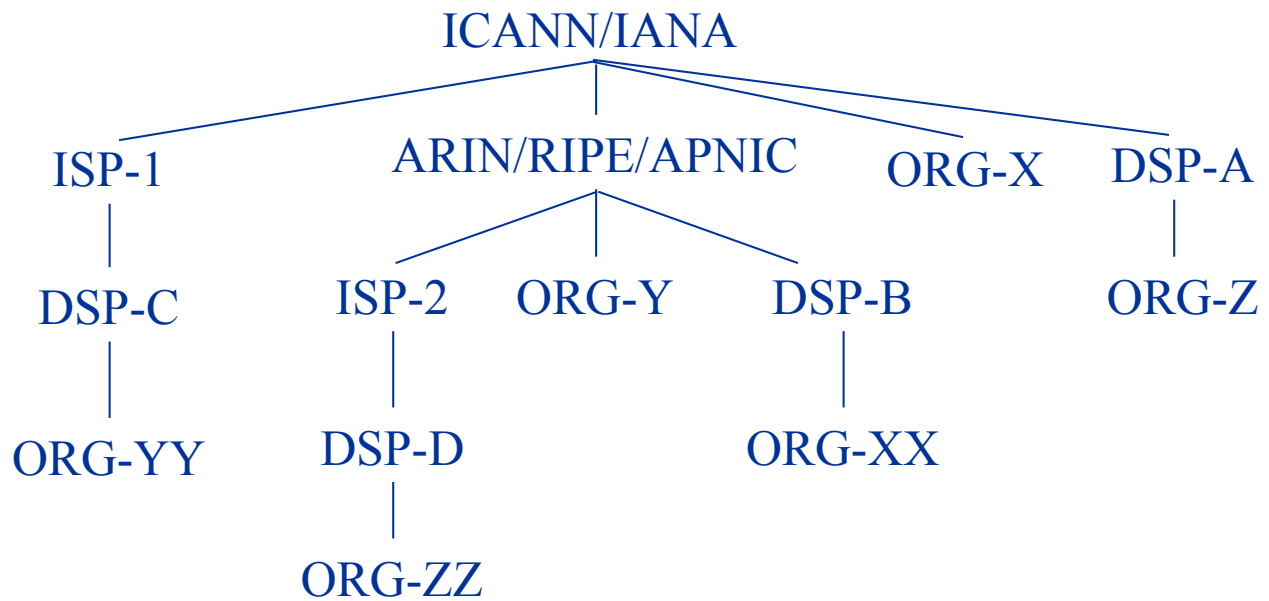 ICANN/IANA
ISP-1
ARIN/RIPE/APNIC
ORG-X
DSP-A
DSP-C
ISP-2
ORG-Y
DSP-B
ORG-Z
ORG-YY
DSP-D
ORG-XX
ORG-ZZ